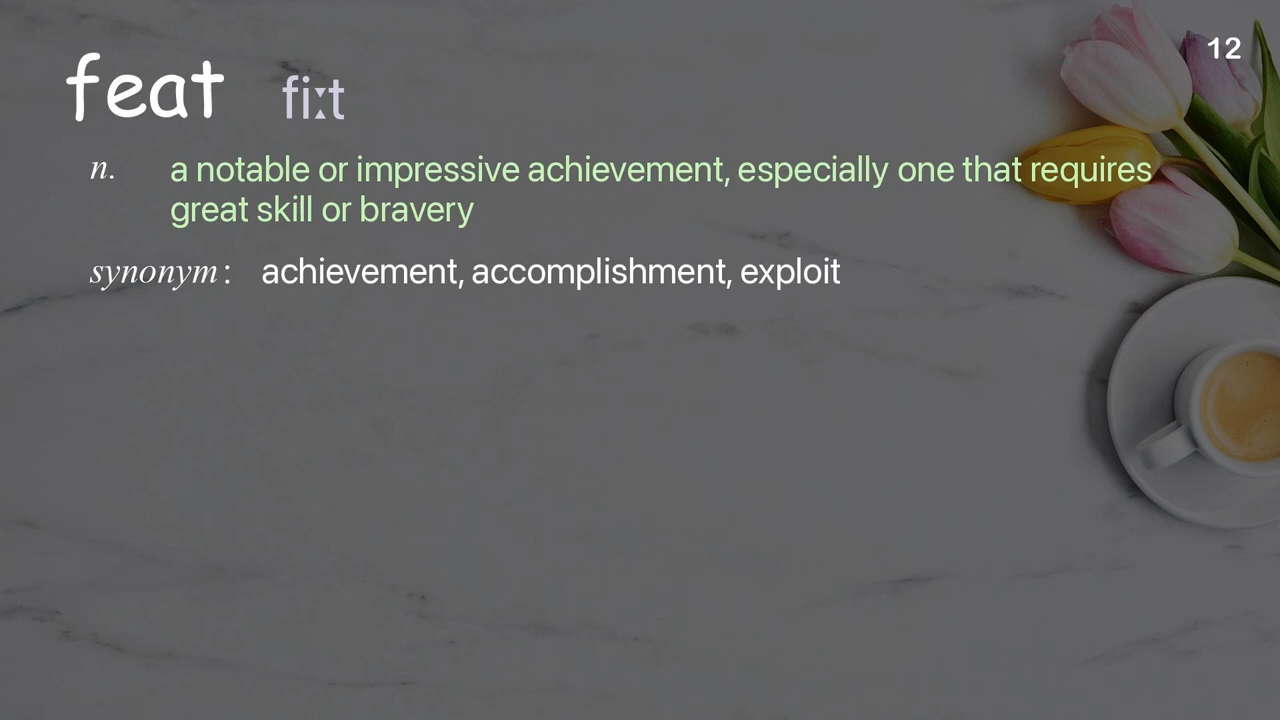 12
feat fiːt
n. a notable or impressive achievement, especially one that requires
great skill or bravery
synonym : achievement, accomplishment, exploit